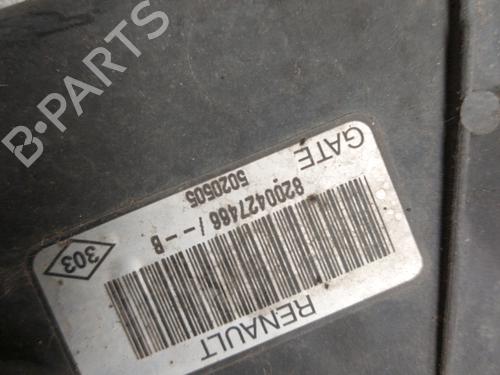 RENAULT
8200427466 / -- B
5020505
GATE
303
B-PARTS